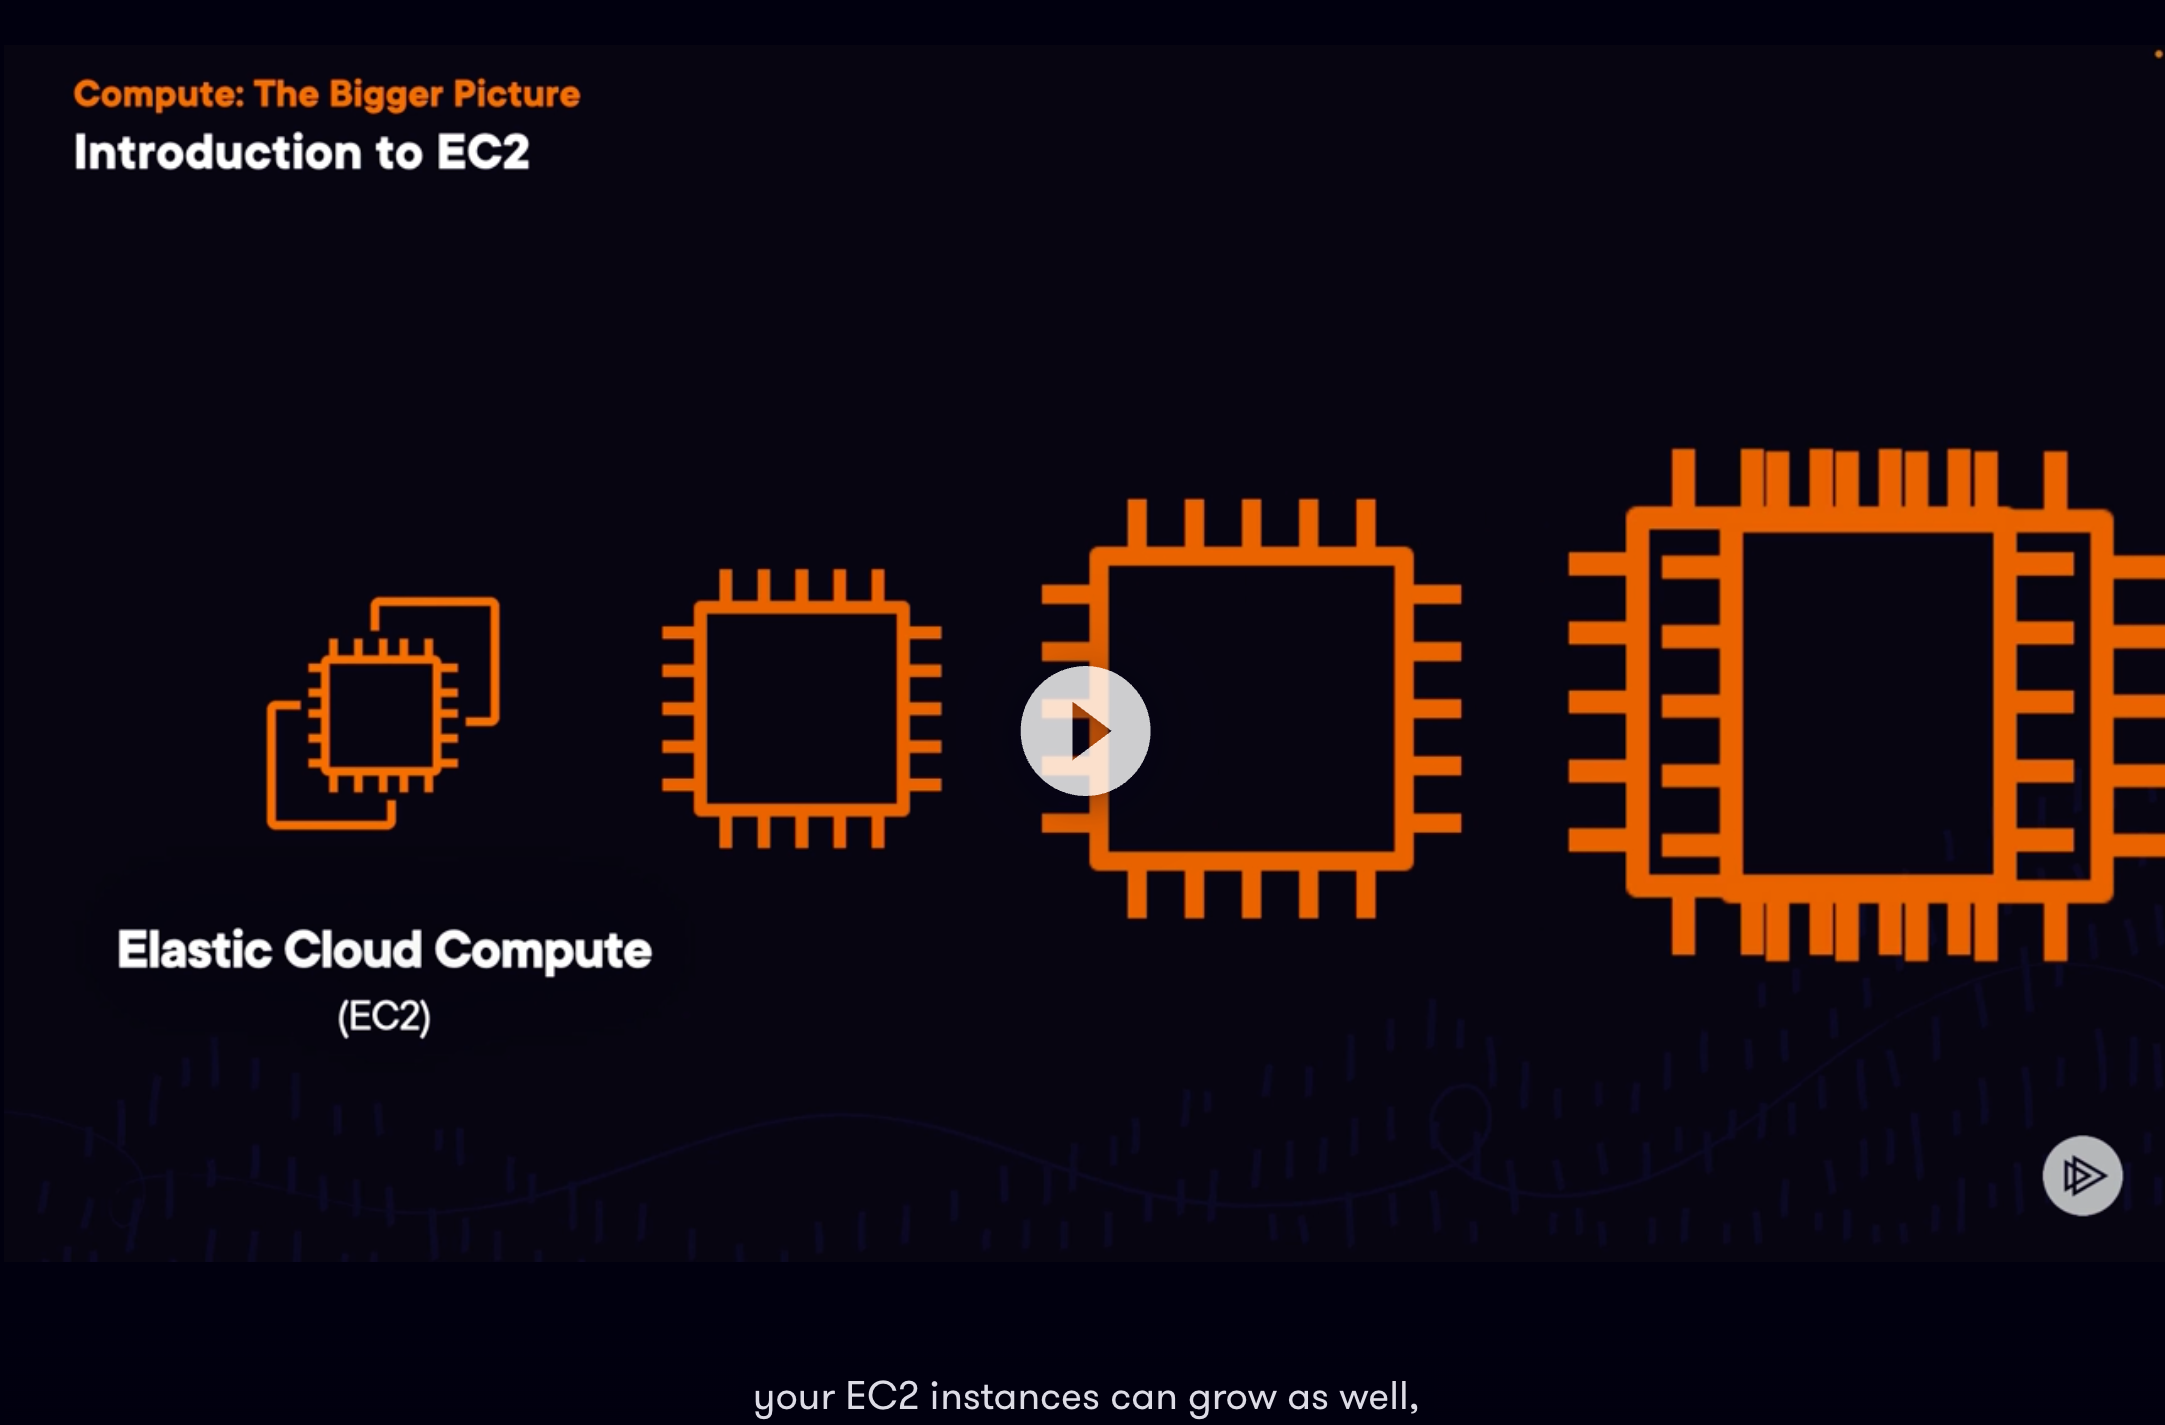 Compute: The Bigger Picture
Introduction to EC2
Elastic Cloud Compute
(EC2)
your EC2 instances can grow as well,